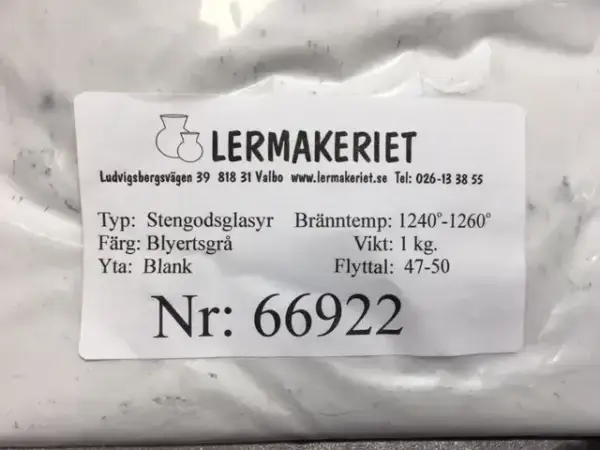 LERMAKERIET
Ludvigsbergsvägen 39 818 31 Valbo www.lermakeriet.se Tel: 026-13 38 55
Typ: Stengodsglasyr Bränntemp: 1240°-1260°
Färg: Blyertsgrå Vikt: 1 kg.
Yta: Blank Flyttal: 47-50
Nr: 66922